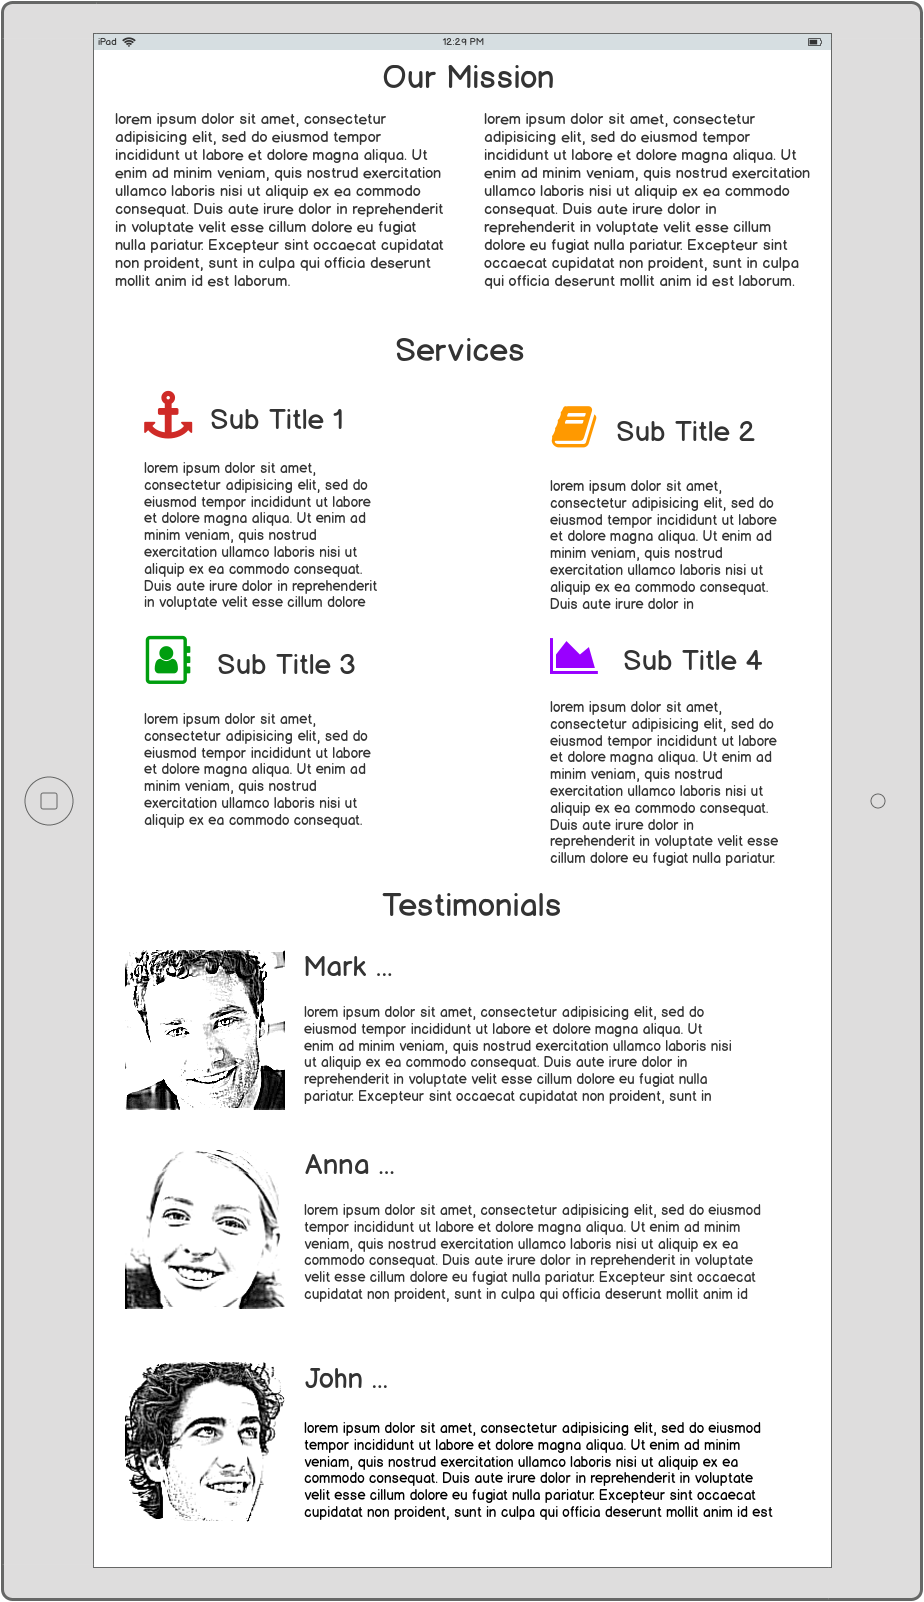 iPad
12:29 PM
Our Mission
lorem ipsum dolor sit amet, consectetur
adipisicing elit, sed do eiusmod tempor
incididunt ut labore et dolore magna aliqua. Ut
enim ad minim veniam, quis nostrud exercitation
ullamco laboris nisi ut aliquip ex ea commodo
consequat. Duis aute irure dolor in reprehenderit
in voluptate velit esse cillum dolore eu fugiat
nulla pariatur. Excepteur sint occaecat cupidatat
non proident, sunt in culpa qui officia deserunt
mollit anim id est laborum.
lorem ipsum dolor sit amet, consectetur
adipisicing elit, sed do eiusmod tempor
incididunt ut labore et dolore magna aliqua. Ut
enim ad minim veniam, quis nostrud exercitation
ullamco laboris nisi ut aliquip ex ea commodo
consequat. Duis aute irure dolor in
reprehenderit in voluptate velit esse cillum
dolore eu fugiat nulla pariatur. Excepteur sint
occaecat cupidatat non proident, sunt in culpa
qui officia deserunt mollit anim id est laborum.
Services
Sub Title 1
lorem ipsum dolor sit amet,
consectetur adipisicing elit, sed do
eiusmod tempor incididunt ut labore
et dolore magna aliqua. Ut enim ad
minim veniam, quis nostrud
exercitation ullamco laboris nisi ut
aliquip ex ea commodo consequat.
Duis aute irure dolor in reprehenderit
in voluptate velit esse cillum dolore
Sub Title 2
lorem ipsum dolor sit amet,
consectetur adipisicing elit, sed do
eiusmod tempor incididunt ut labore
et dolore magna aliqua. Ut enim ad
minim veniam, quis nostrud
exercitation ullamco laboris nisi ut
aliquip ex ea commodo consequat.
Duis aute irure dolor in
Sub Title 3
lorem ipsum dolor sit amet,
consectetur adipisicing elit, sed do
eiusmod tempor incididunt ut labore
et dolore magna aliqua. Ut enim ad
minim veniam, quis nostrud
exercitation ullamco laboris nisi ut
aliquip ex ea commodo consequat.
Sub Title 4
lorem ipsum dolor sit amet,
consectetur adipisicing elit, sed do
eiusmod tempor incididunt ut labore
et dolore magna aliqua. Ut enim ad
minim veniam, quis nostrud
exercitation ullamco laboris nisi ut
aliquip ex ea commodo consequat.
Duis aute irure dolor in
reprehenderit in voluptate velit esse
cillum dolore eu fugiat nulla pariatur.
Testimonials
Mark ...
lorem ipsum dolor sit amet, consectetur adipisicing elit, sed do
eiusmod tempor incididunt ut labore et dolore magna aliqua. Ut
enim ad minim veniam, quis nostrud exercitation ullamco laboris nisi
ut aliquip ex ea commodo consequat. Duis aute irure dolor in
reprehenderit in voluptate velit esse cillum dolore eu fugiat nulla
pariatur. Excepteur sint occaecat cupidatat non proident, sunt in
Anna ...
lorem ipsum dolor sit amet, consectetur adipisicing elit, sed do eiusmod
tempor incididunt ut labore et dolore magna aliqua. Ut enim ad minim
veniam, quis nostrud exercitation ullamco laboris nisi ut aliquip ex ea
commodo consequat. Duis aute irure dolor in reprehenderit in voluptate
velit esse cillum dolore eu fugiat nulla pariatur. Excepteur sint occaecat
cupidatat non proident, sunt in culpa qui officia deserunt mollit anim id
John ...
lorem ipsum dolor sit amet, consectetur adipisicing elit, sed do eiusmod
tempor incididunt ut labore et dolore magna aliqua. Ut enim ad minim
veniam, quis nostrud exercitation ullamco laboris nisi ut aliquip ex ea
commodo consequat. Duis aute irure dolor in reprehenderit in voluptate
velit esse cillum dolore eu fugiat nulla pariatur. Excepteur sint occaecat
cupidatat non proident, sunt in culpa qui officia deserunt mollit anim id est